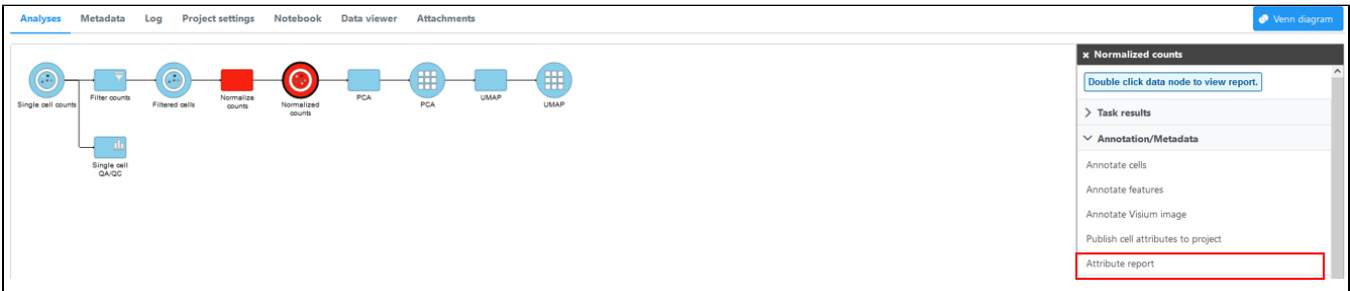 Analyses Metadata Log Project settings Notebook Data viewer Attachments Venn diagram
Normalized counts
Double click data node to view report.
Single cell counts Filter counts Filtered cells Normalize counts Normalized counts PCA PCA UMAP UMAP
Single cell
QA/QC
Task results
Annotation/Metadata
Annotate cells
Annotate features
Annotate Visium image
Publish cell attributes to project
Attribute report